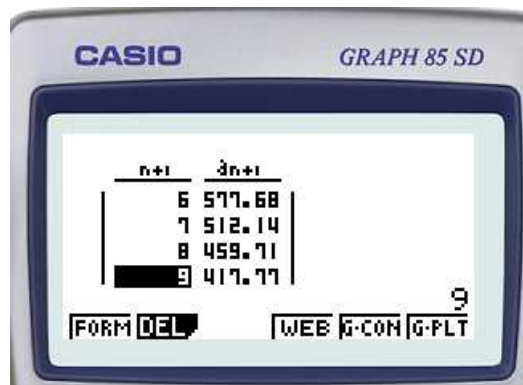 CASIO GRAPH 85 SD
n+1 an+1
6 577.68
7 512.14
8 459.71
9 417.77
9
FORM DEL WEB G·CON G·PLT